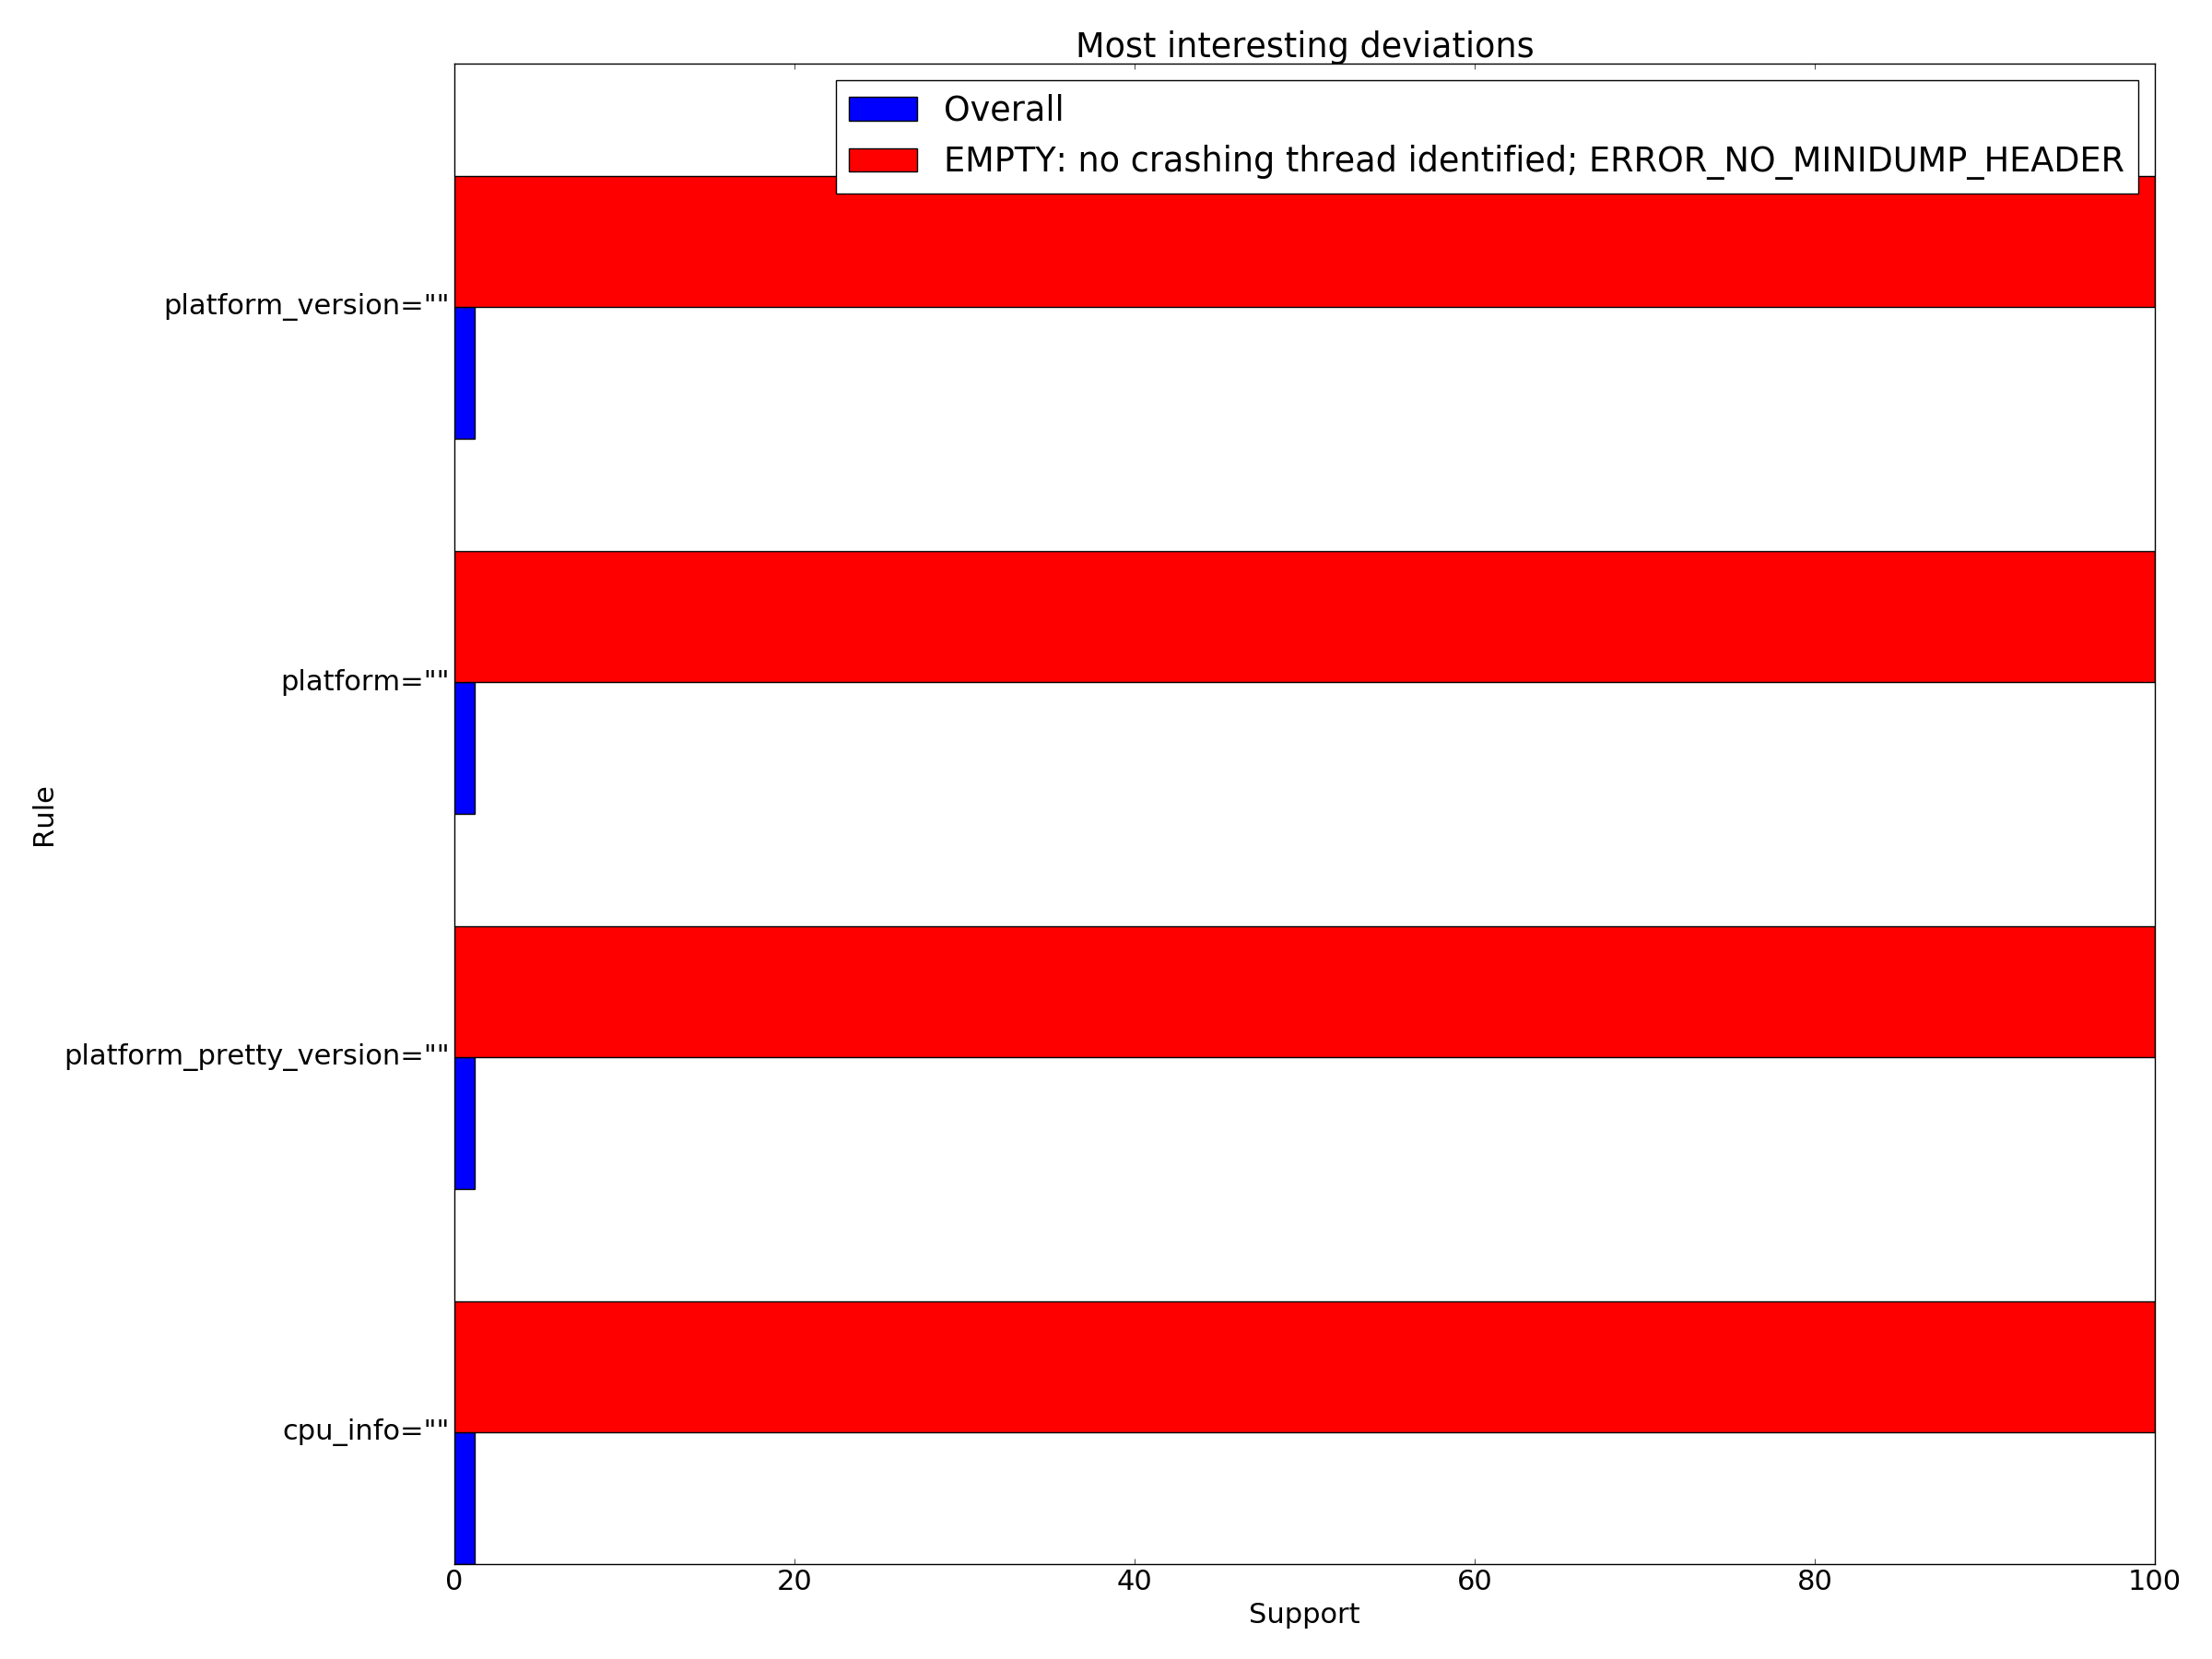 Most interesting deviations
Overall
EMPTY: no crashing thread identified; ERROR_NO_MINIDUMP_HEADER
platform_version=""
platform=""
Rule
platform_pretty_version=""
cpu_info=""
0 20 40 60 80 100
Support